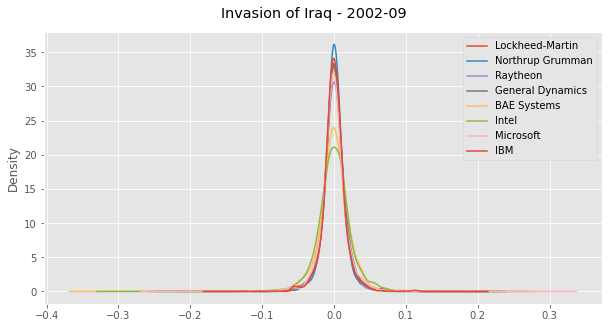 Invasion of Iraq - 2002-09
Lockheed-Martin
Northrup Grumman
Raytheon
General Dynamics
BAE Systems
Intel
Microsoft
IBM
Density
35
30
25
20
15
10
5
0
−0.4
−0.3
−0.2
−0.1
0.0
0.1
0.2
0.3